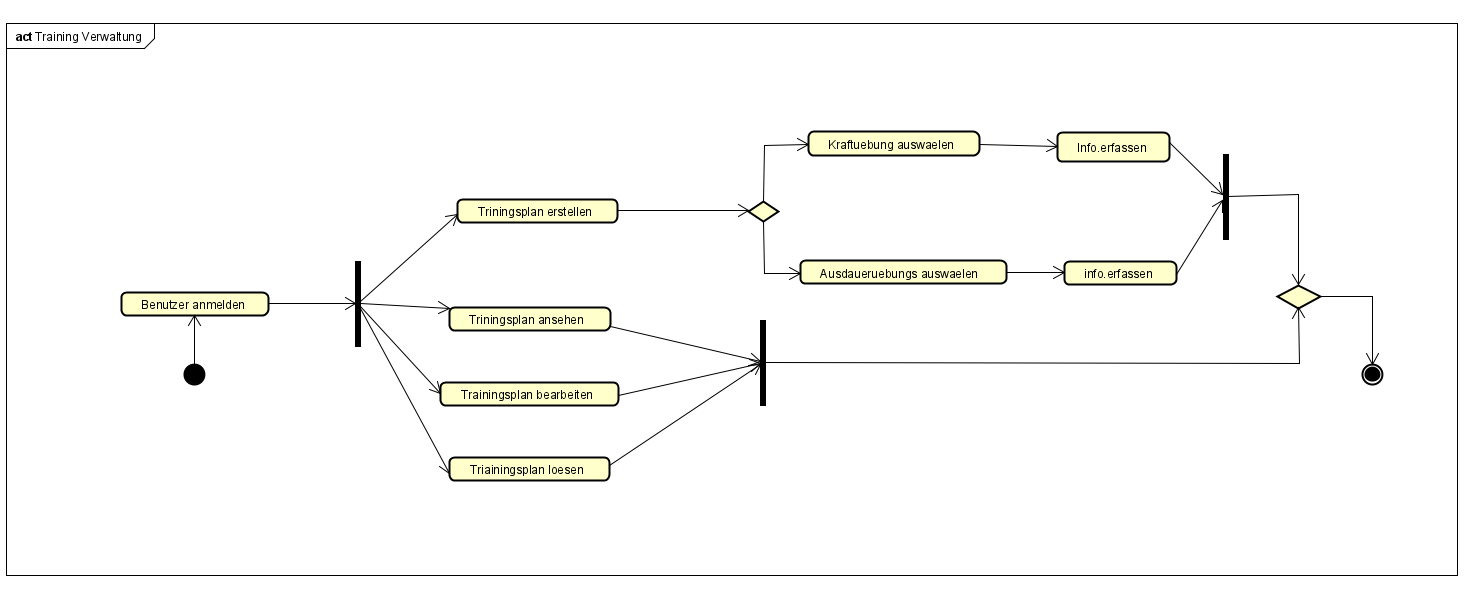 act Training Verwaltung
Kraftuebung auswaelen
Info.erfassen
Triningsplan erstellen
Ausdaueruebungs auswaelen
info.erfassen
Benutzer anmelden
Triningsplan ansehen
Trainingsplan bearbeiten
Triainingsplan loesen